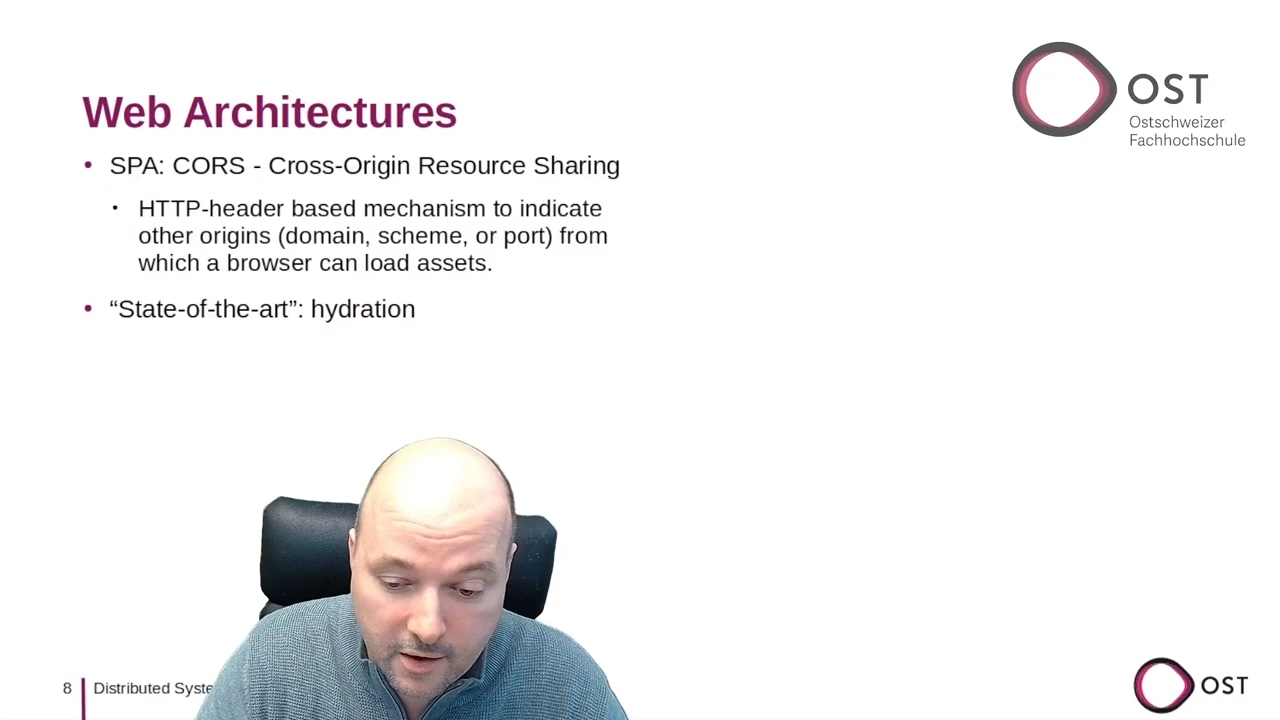 OST
Ostschweizer
Fachhochschule
Web Architectures
• SPA: CORS - Cross-Origin Resource Sharing
• HTTP-header based mechanism to indicate
other origins (domain, scheme, or port) from
which a browser can load assets.
• “State-of-the-art”: hydration
8 Distributed
OST